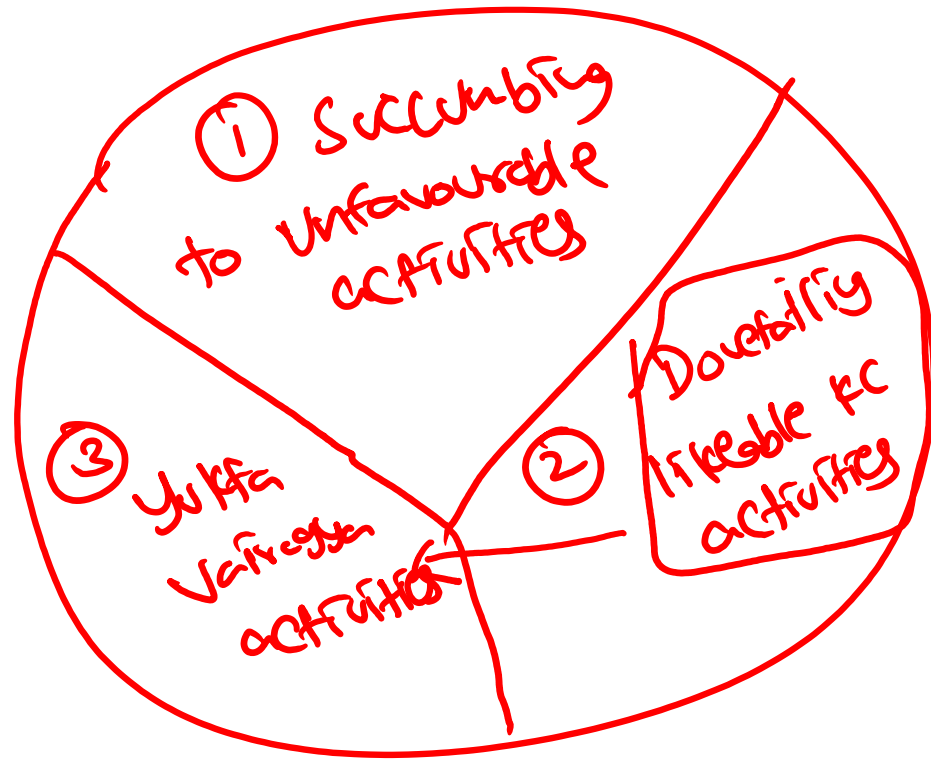 ① Succumbing
to Unfavourable
activities
②
Dovetailing
likeable KC
activities
③ Yukta
Vairagya
activities